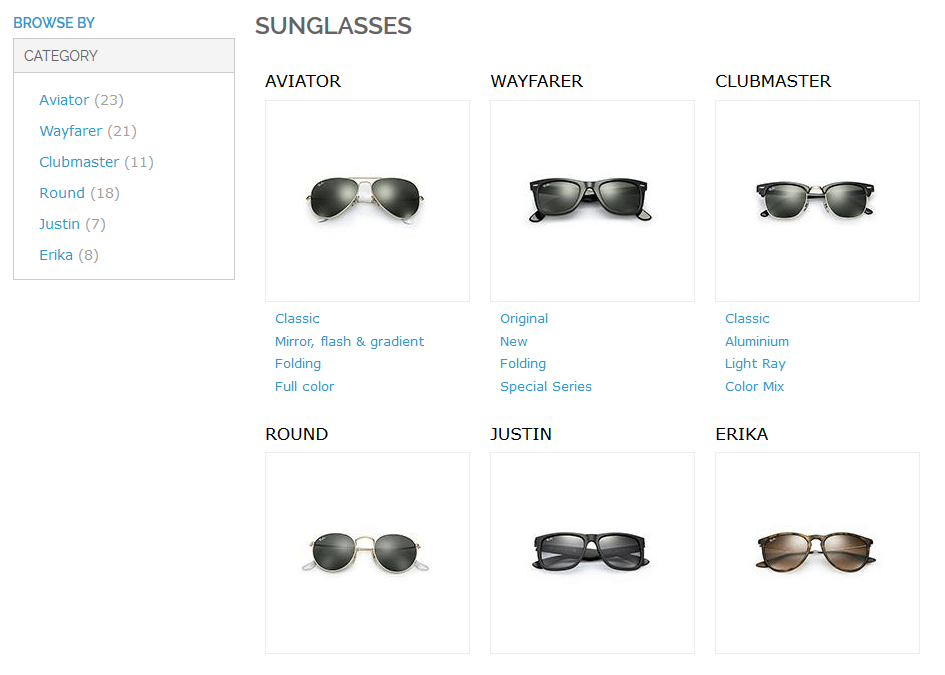 BROWSE BY
CATEGORY
Aviator (23)
Wayfarer (21)
Clubmaster (11)
Round (18)
Justin (7)
Erika (8)
SUNGLASSES
AVIATOR
Classic
Mirror, flash & gradient
Folding
Full color
WAYFARER
Original
New
Folding
Special Series
CLUBMASTER
Classic
Aluminium
Light Ray
Color Mix
ROUND
JUSTIN
ERIKA